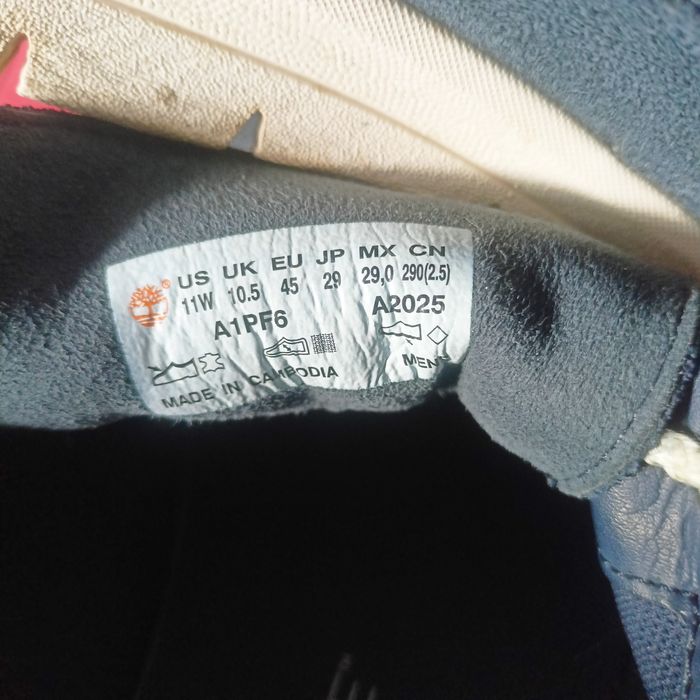 US UK EU JP MX CN
11W 10.5 45 29 29,0 290(2.5)
A1PF6 A2025
MEN
MADE IN CAMBODIA